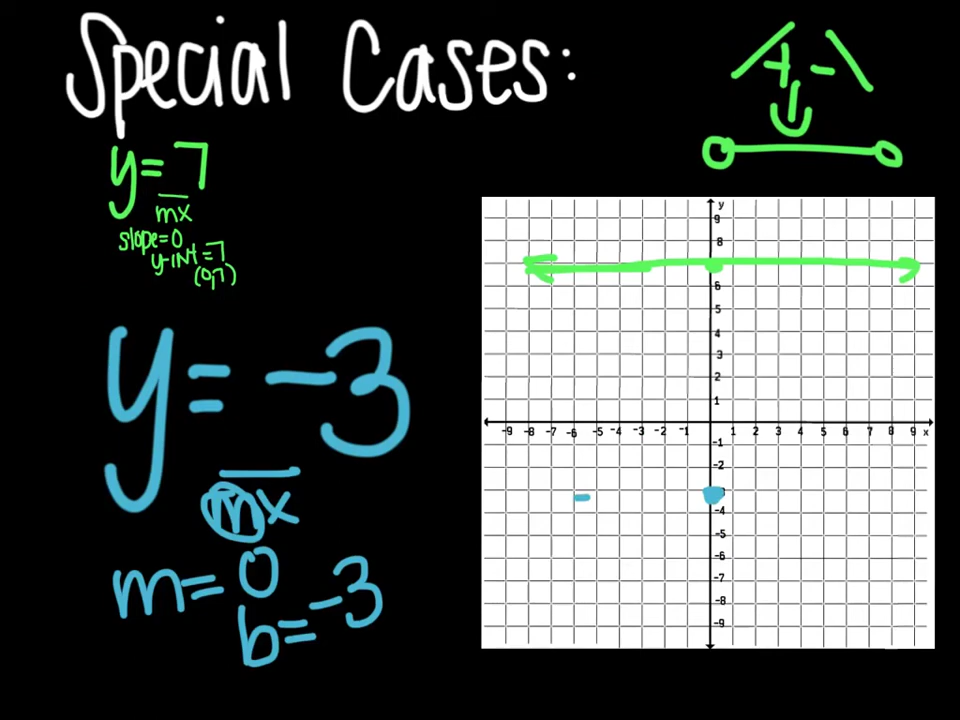 Special Cases:
+ -
y = 7
mx
slope = 0
y-int = 7
(0,7)
y = -3
mx
m = 0
b = -3
y
9
8
6
5
4
3
2
1
-9 -8 -7 -6 -5 -4 -3 -2 -1 1 2 3 4 5 6 7 8 9 x
-1
-2
-4
-5
-6
-7
-8
-9